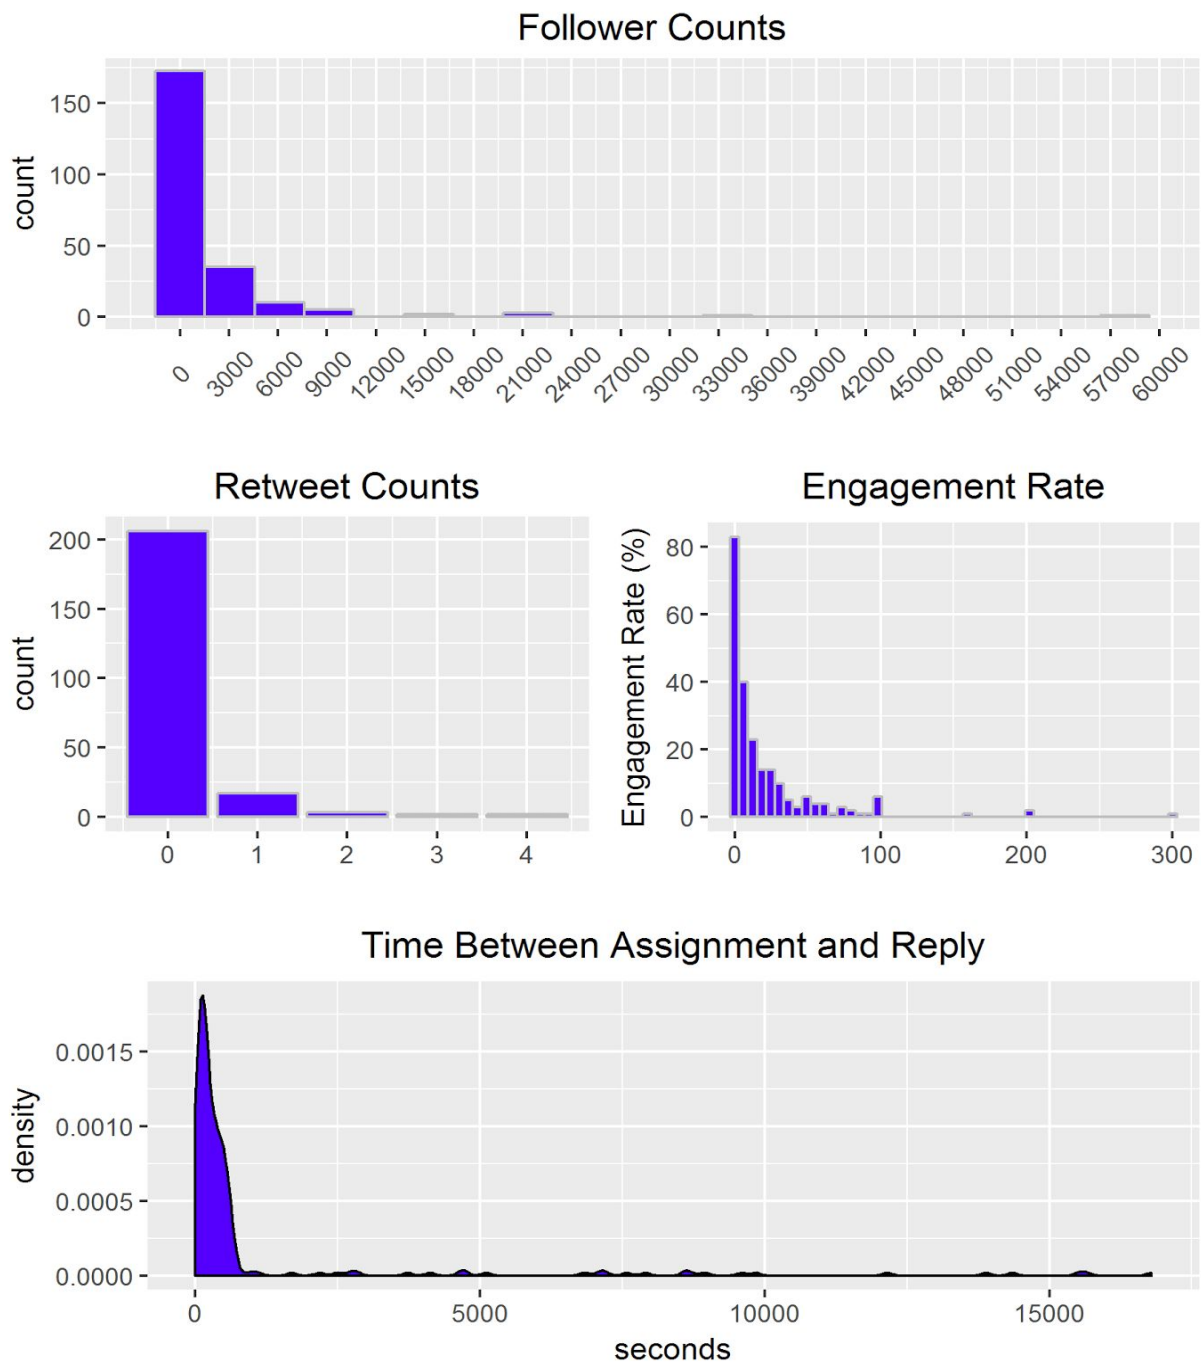 Follower Counts
count
150
100
50
0
0 3000 6000 9000 12000 15000 18000 21000 24000 27000 30000 33000 36000 39000 42000 45000 48000 51000 54000 57000 60000
Retweet Counts
count
200
150
100
50
0
0 1 2 3 4
Engagement Rate
Engagement Rate (%)
80
60
40
20
0
0 100 200 300
Time Between Assignment and Reply
density
0.0015
0.0010
0.0005
0.0000
0 5000 10000 15000
seconds